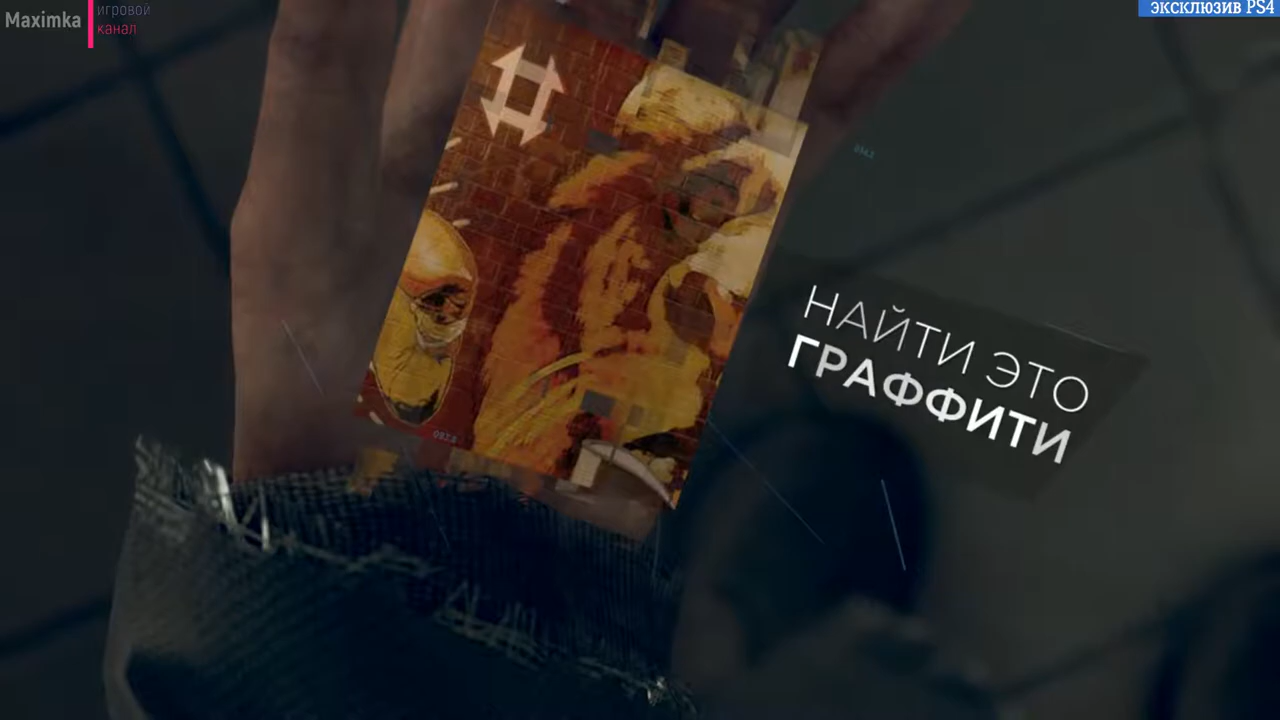 Maximka
игровой
канал
эксклюзив PS4
НАЙТИ ЭТО
ГРАФФИТИ